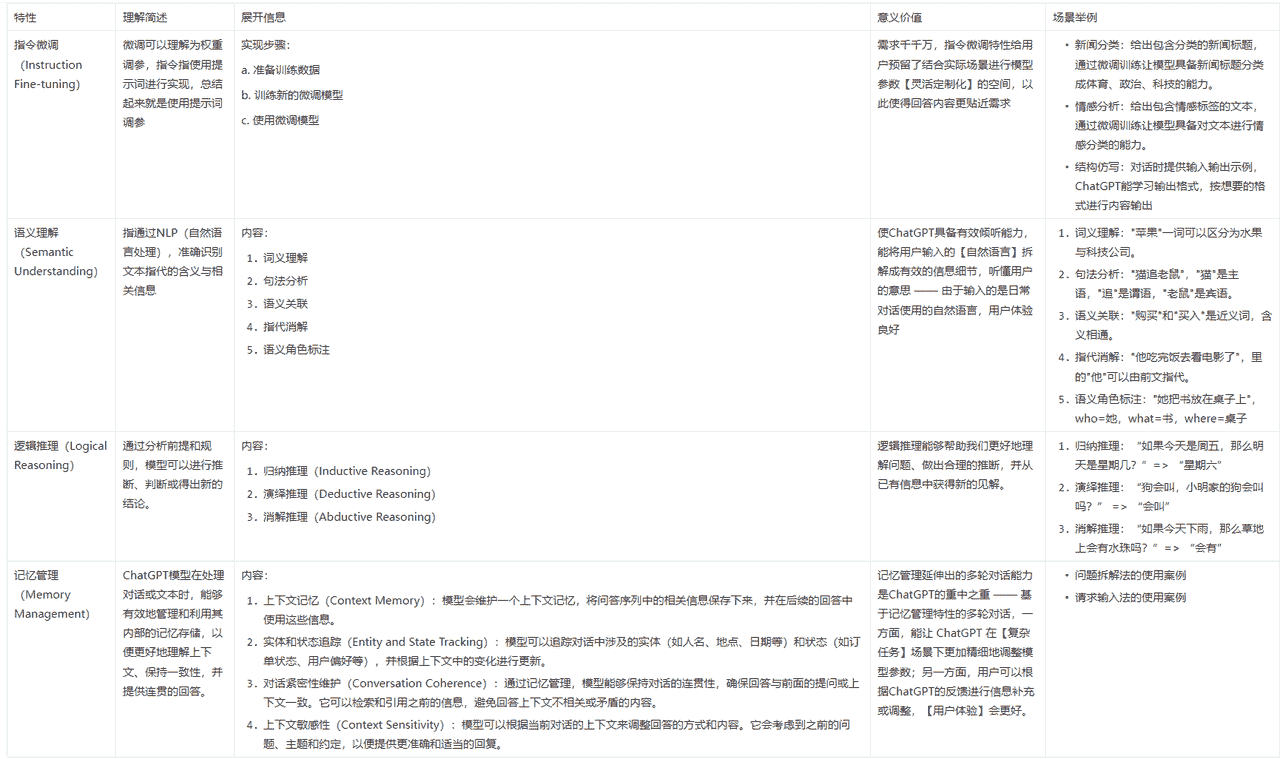 特性
理解简述
展开信息
意义价值
场景举例
指令微调
（Instruction
Fine-tuning）
微调可以理解为权重
调参，指令指使用提
示词进行实现，总结
起来就是使用提示词
调参
实现步骤：
a. 准备训练数据
b. 训练新的微调模型
c. 使用微调模型
需求千千万，指令微调特性给用
户预留了结合实际场景进行模型
参数【灵活定制化】的空间，以
此使得回答内容更贴近需求
• 新闻分类：给出包含分类的新闻标题，
通过微调训练让模型具备新闻标题分类
成体育、政治、科技的能力。
• 情感分析：给出包含情感标签的文本，
通过微调训练让模型具备对文本进行情
感分类的能力。
• 结构仿写：对话时提供输入输出示例，
ChatGPT能学习输出格式，按想要的格
式进行内容输出
语义理解
（Semantic
Understanding）
指通过NLP（自然语
言处理），准确识别
文本指代的含义与相
关信息
内容：
1. 词义理解
2. 句法分析
3. 语义关联
4. 指代消解
5. 语义角色标注
使ChatGPT具备有效倾听能力，
能将用户输入的【自然语言】拆
解成有效的信息细节，听懂用户
的意思 —— 由于输入的是日常
对话使用的自然语言，用户体验
良好
1. 词义理解："苹果"一词可以区分为水果
与科技公司。
2. 句法分析："猫追老鼠"，"猫"是主
语，"追"是谓语，"老鼠"是宾语。
3. 语义关联："购买"和"买入"是近义词，含
义相通。
4. 指代消解："他吃完饭去看电影了"，里
的"他"可以由前文指代。
5. 语义角色标注："她把书放在桌子上"，
who=她，what=书，where=桌子
逻辑推理（Logical
Reasoning）
通过分析前提和规
则，模型可以进行推
断、判断或得出新的
结论。
内容：
1. 归纳推理（Inductive Reasoning）
2. 演绎推理（Deductive Reasoning）
3. 消解推理（Abductive Reasoning）
逻辑推理能够帮助我们更好地理
解问题、做出合理的推断，并从
已有信息中获得新的见解。
1. 归纳推理：“如果今天是周五，那么明
天是星期几？”=> “星期六”
2. 演绎推理：“狗会叫，小明家的狗会叫
吗？” => “会叫”
3. 消解推理：“如果今天下雨，那么草地
上会有水珠吗？”=> “会有”
记忆管理
（Memory
Management）
ChatGPT模型在处理
对话或文本时，能够
有效地管理和利用其
内部的记忆存储，以
便更好地理解上下
文、保持一致性，并
提供连贯的回答。
内容：
1. 上下文记忆（Context Memory）：模型会维护一个上下文记忆，将问答序列中的相关信息保存下来，并在后续的回答中
使用这些信息。
2. 实体和状态追踪（Entity and State Tracking）：模型可以追踪对话中涉及的实体（如人名、地点、日期等）和状态（如订
单状态、用户偏好等），并根据上下文中的变化进行更新。
3. 对话紧密性维护（Conversation Coherence）：通过记忆管理，模型能够保持对话的连贯性，确保回答与前面的提问或上
下文一致。它可以检索和引用之前的信息，避免回答上下文不相关或矛盾的内容。
4. 上下文敏感性（Context Sensitivity）：模型可以根据当前对话的上下文来调整回答的方式和内容。它会考虑到之前的问
题、主题和约定，以便提供更准确和适当的回复。
记忆管理延伸出的多轮对话能力
是ChatGPT的重中之重 —— 基
于记忆管理特性的多轮对话，一
方面，能让 ChatGPT 在【复杂
任务】场景下更加精细地调整模
型参数；另一方面，用户可以根
据ChatGPT的反馈进行信息补充
或调整，【用户体验】会更好。
• 问题拆解法的使用案例
• 请求输入法的使用案例